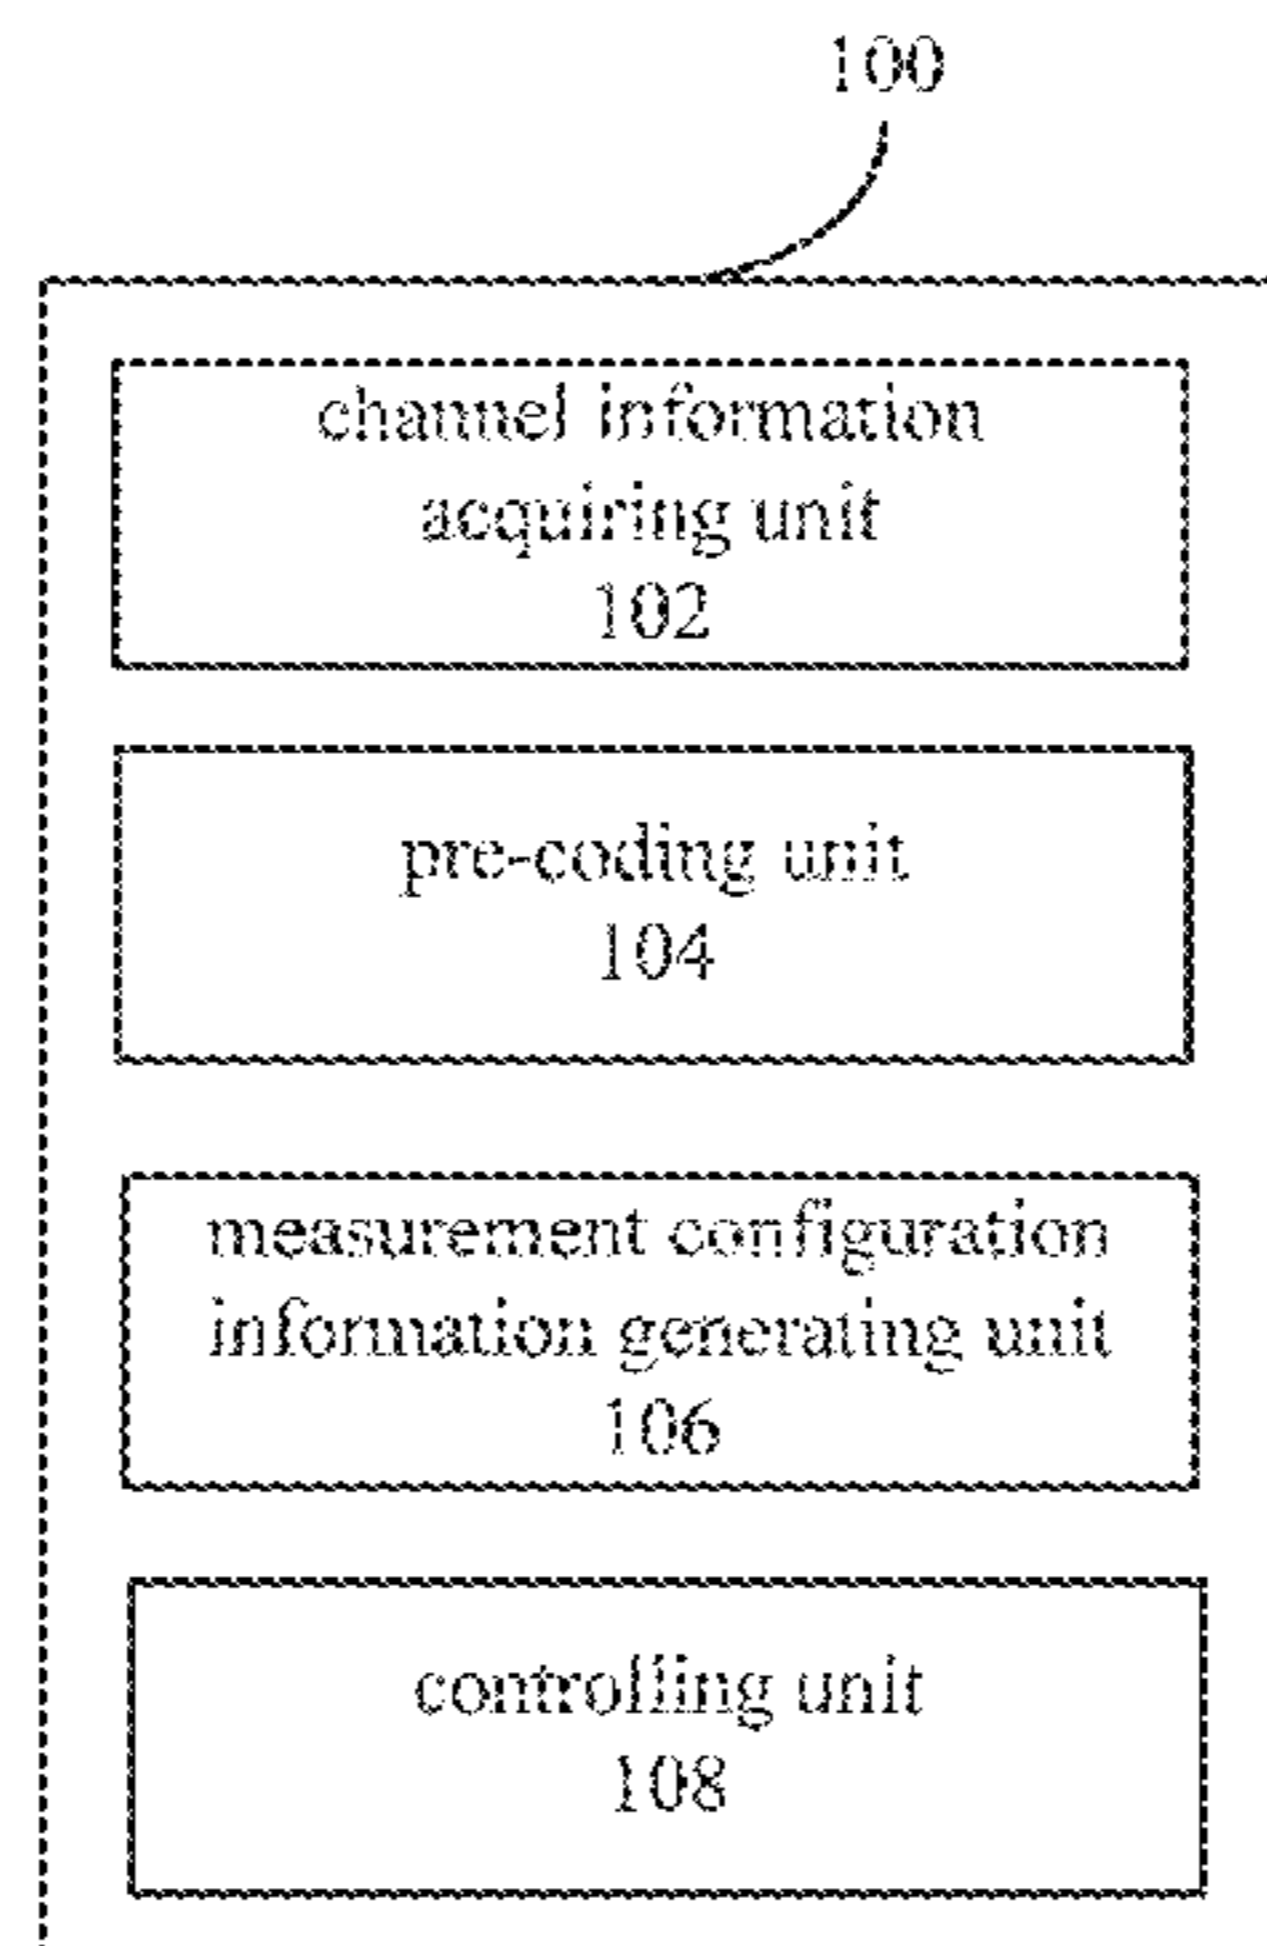 100
channel information
acquiring unit
102
pre-coding unit
104
measurement configuration
information generating unit
106
controlling unit
108